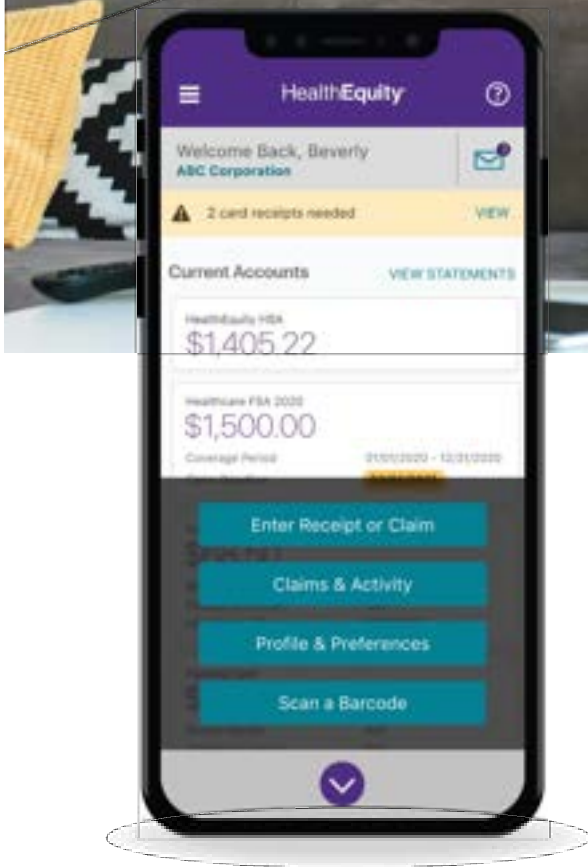 HealthEquity
Welcome Back, Beverly
ABC Corporation
2 card receipts needed VIEW
Current Accounts VIEW STATEMENTS
HealthEquity HSA
$1,405.22
Healthcare FSA 2020
$1,500.00
Coverage Period 01/01/2020 - 12/31/2020
Enter Receipt or Claim
Claims & Activity
Profile & Preferences
Scan a Barcode